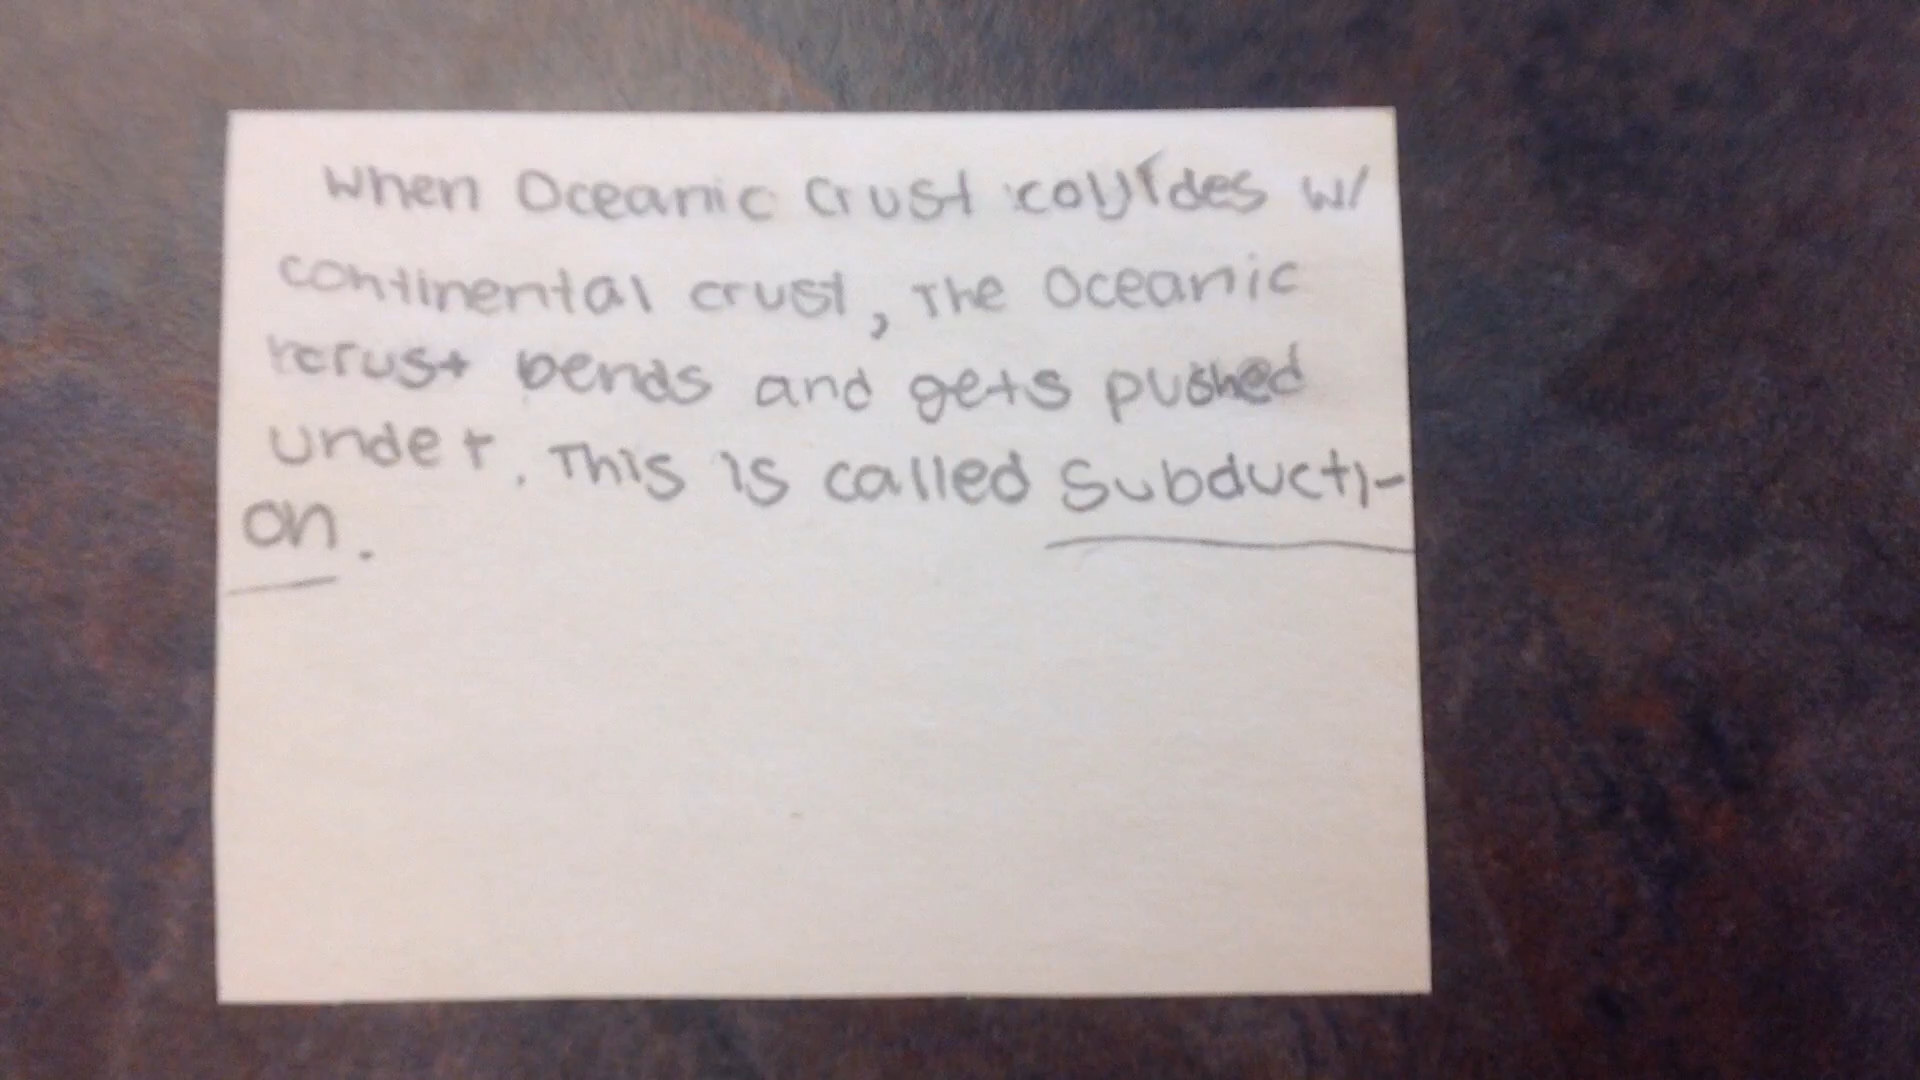 When Oceanic Crust collides w/
continental crust, The Oceanic
crust bends and gets pushed
under. This is called Subducti-
on.